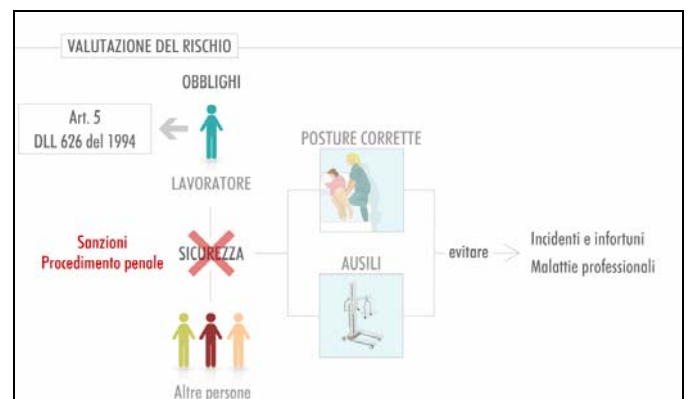 VALUTAZIONE DEL RISCHIO
OBBLIGHI
Art. 5
DLL 626 del 1994
LAVORATORE
POSTURE CORRETTE
Sanzioni
Procedimento penale
SICUREZZA
AUSILI
evitare
Incidenti e infortuni
Malattie professionali
Altre persone